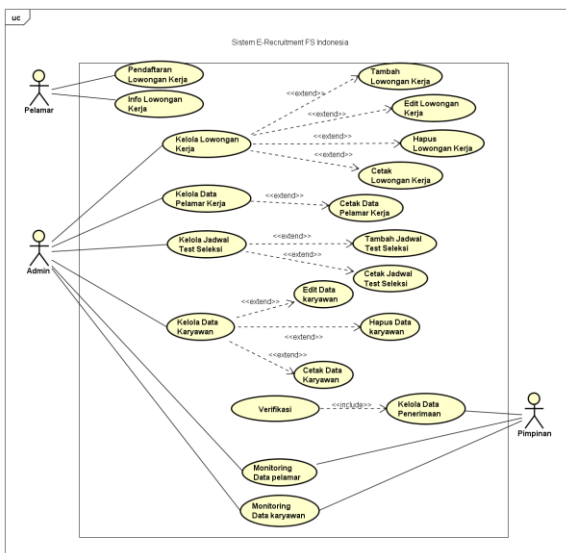 uc
Sistem E-Recruitment FS Indonesia
Pendaftaran
Lowongan Kerja
Info Lowongan
Kerja
Pelamar
Tambah
Lowongan Kerja
<<extend>>
Edit Lowongan
Kerja
<<extend>>
Kelola Lowongan
Kerja
<<extend>>
Hapus
Lowongan Kerja
<<extend>>
Cetak
Lowongan Kerja
Kelola Data
Pelamar Kerja
<<extend>>
Cetak Data
Pelamar Kerja
Kelola Jadwal
Test Seleksi
<<extend>>
Tambah Jadwal
Test Seleksi
<<extend>>
Cetak Jadwal
Test Seleksi
Admin
Edit Data
karyawan
<<extend>>
Kelola Data
Karyawan
<<extend>>
Hapus Data
karyawan
<<extend>>
Cetak Data
Karyawan
Verifikasi
<<include>>
Kelola Data
Penerimaan
Pimpinan
Monitoring
Data pelamar
Monitoring
Data karyawan